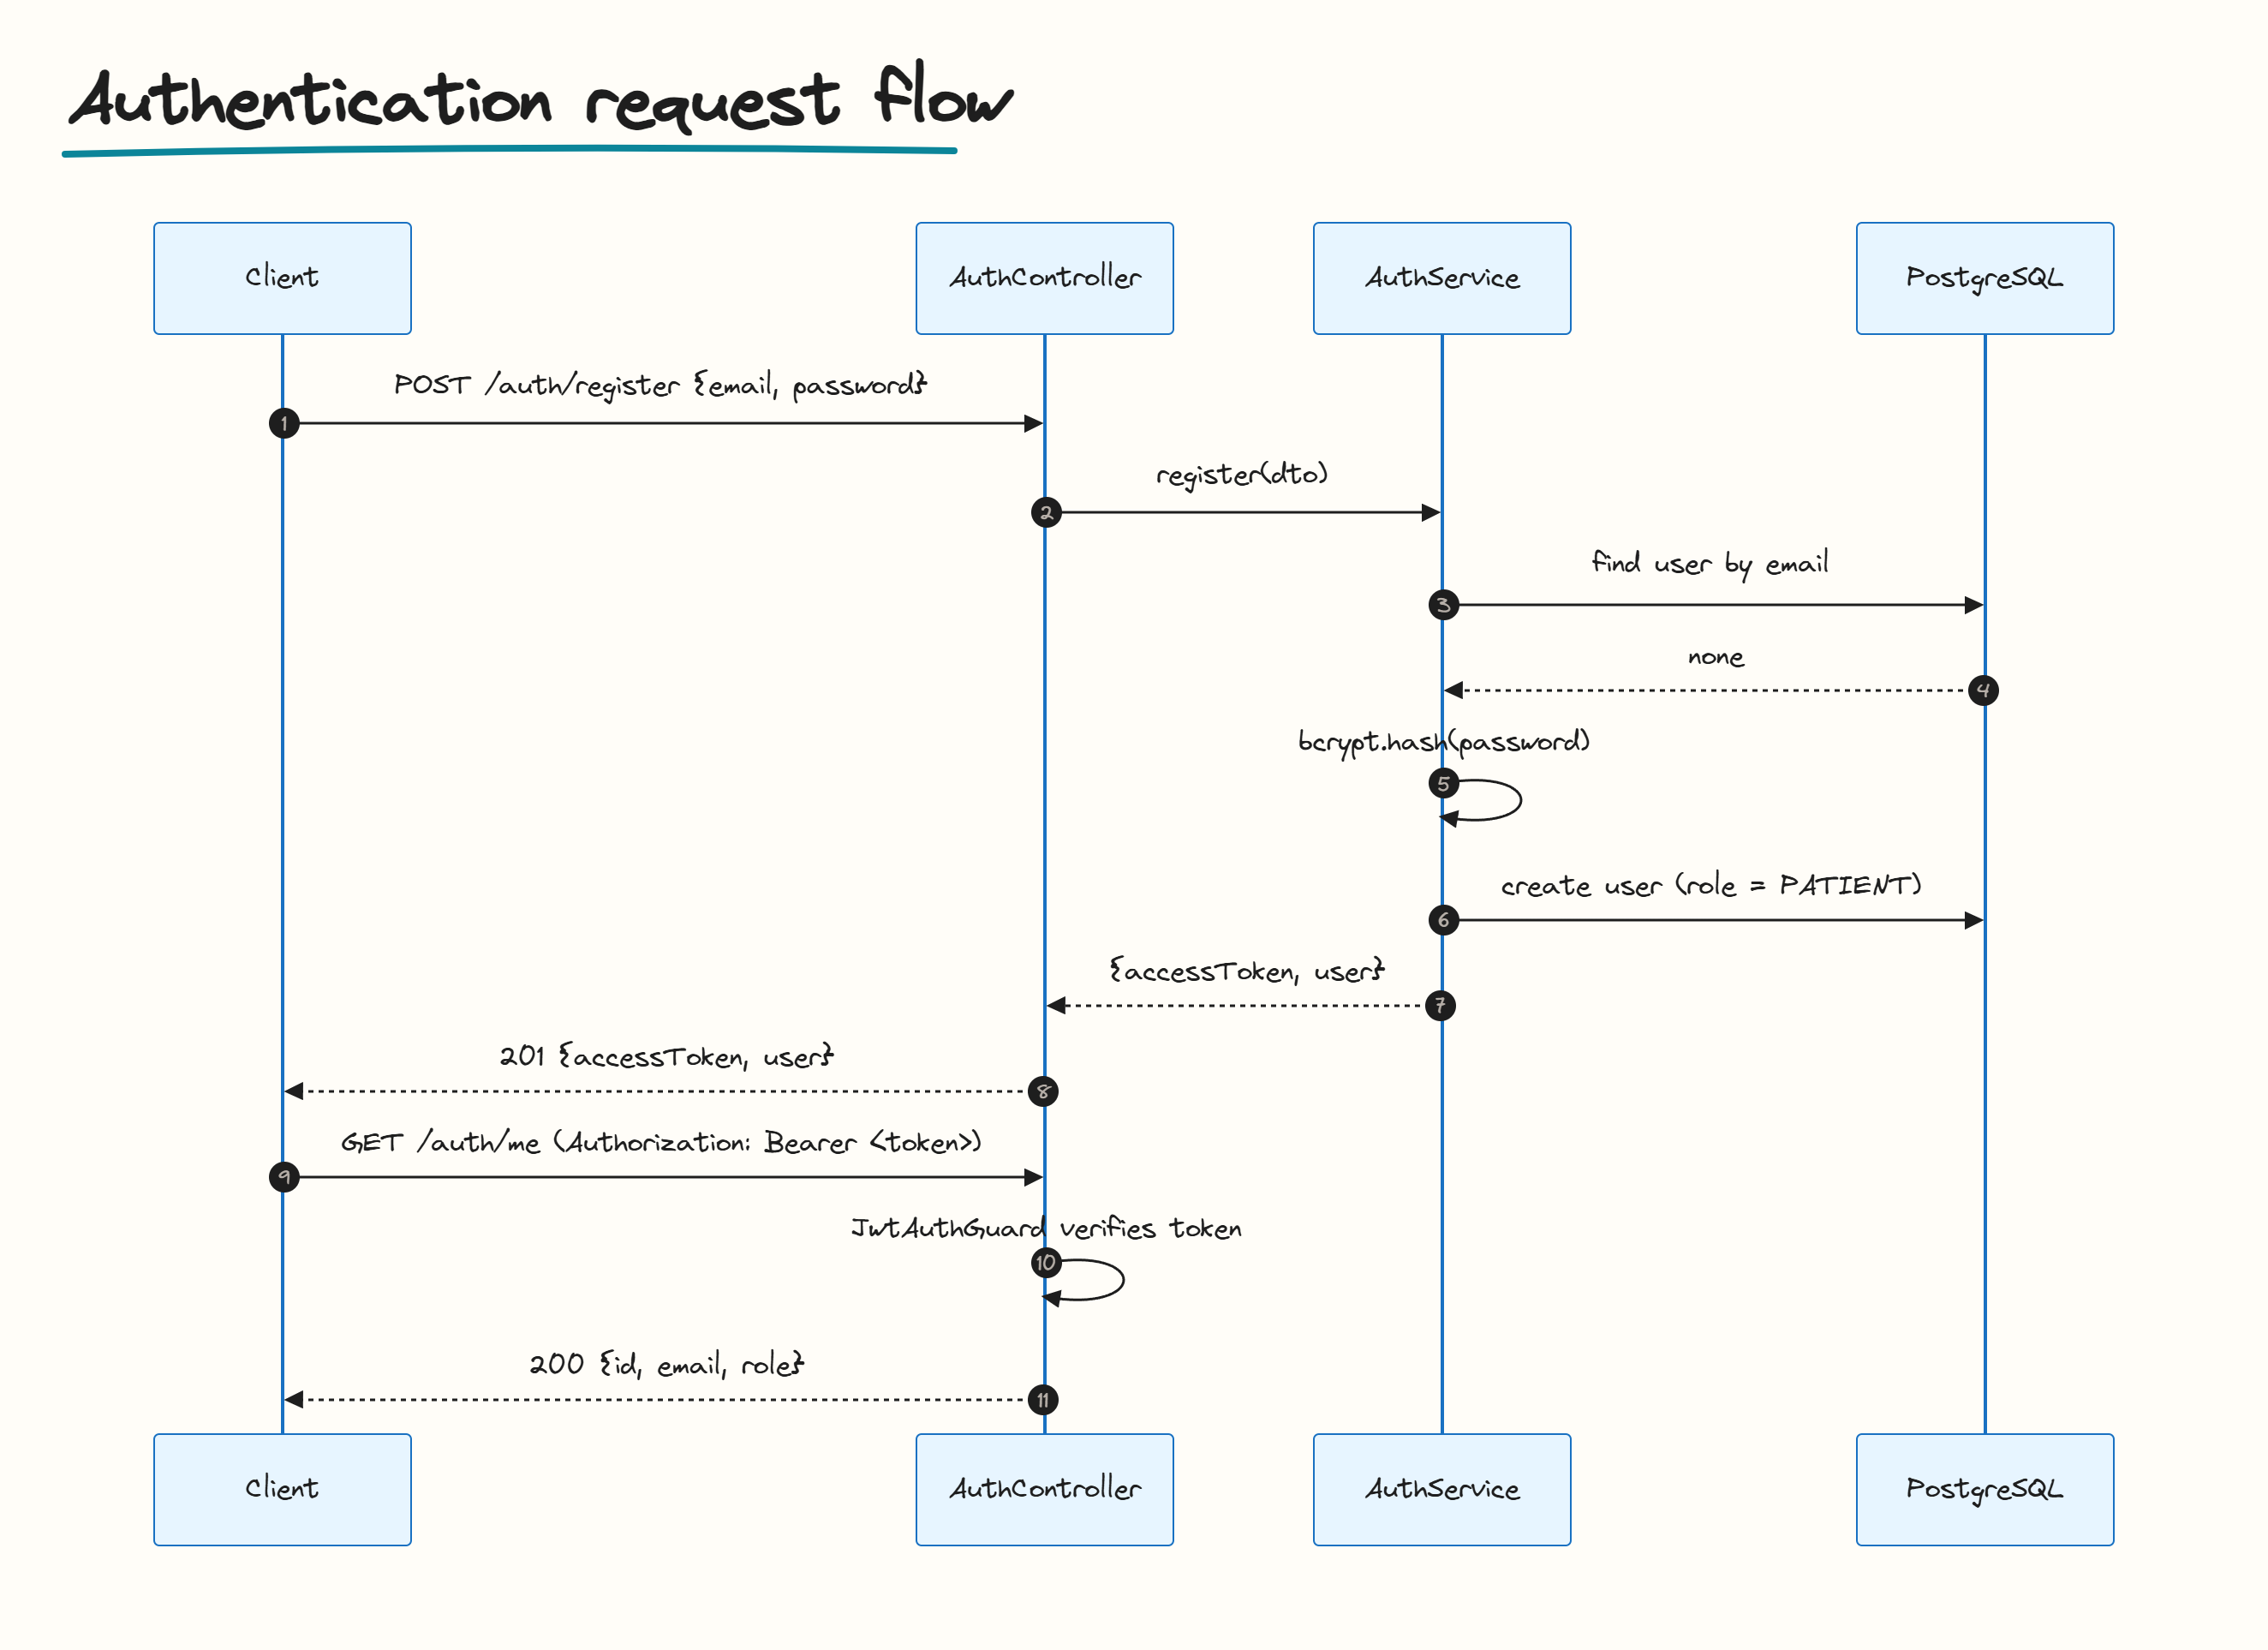 Authentication request flow
Client
AuthController
AuthService
PostgreSQL
POST /auth/register {email, password}
1
register(dto)
2
find user by email
3
none
4
bcrypt.hash(password)
5
create user (role = PATIENT)
6
{accessToken, user}
7
201 {accessToken, user}
8
GET /auth/me (Authorization: Bearer <token>)
9
JwtAuthGuard verifies token
10
200 {id, email, role}
11
Client
AuthController
AuthService
PostgreSQL